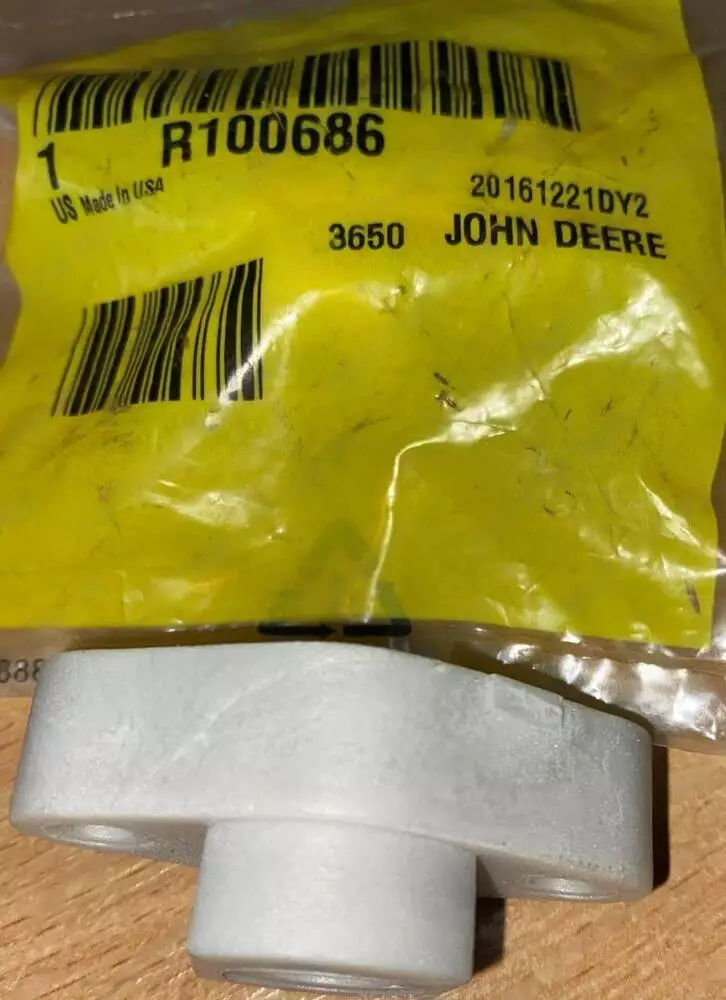 1 R100686
US Made In USA
20161221DY2
3650 JOHN DEERE